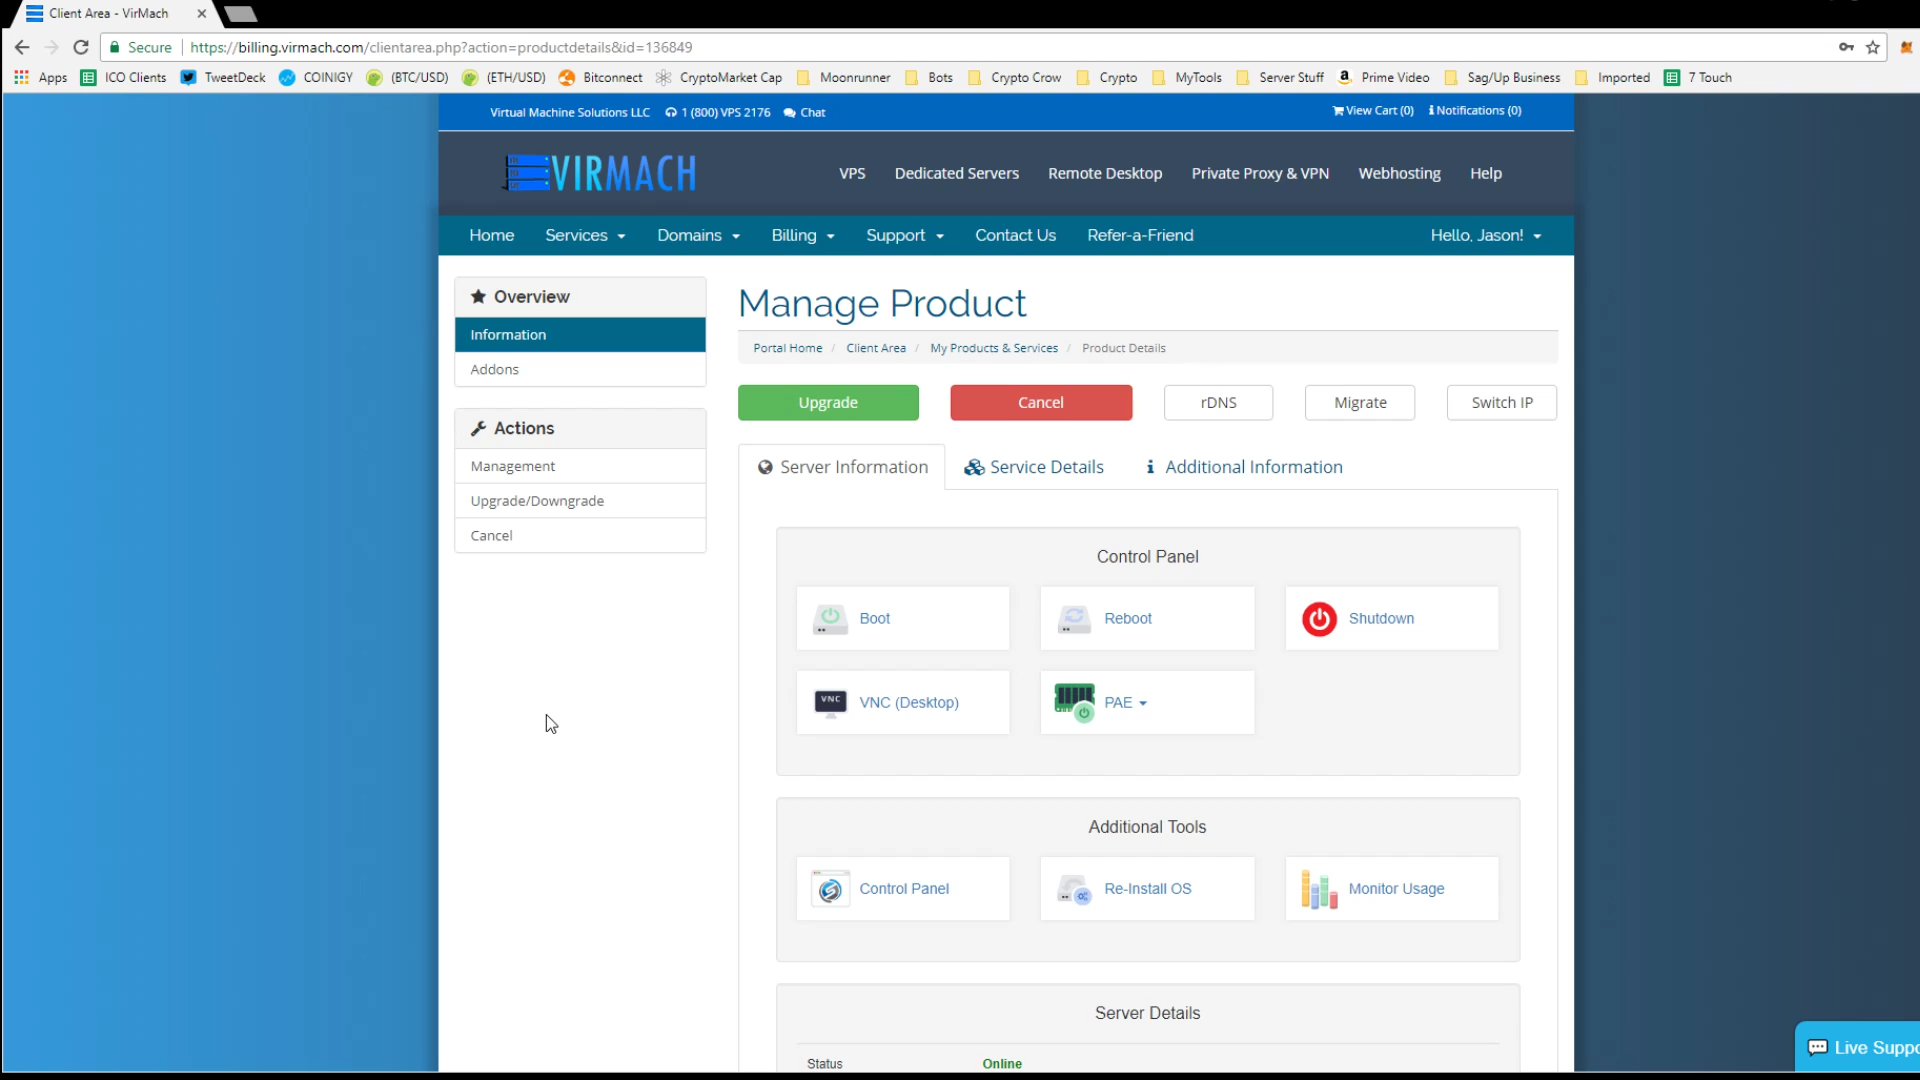 Client Area - VirMach
Secure https://billing.virmach.com/clientarea.php?action=productdetails&id=136849
Apps ICO Clients TweetDeck COINIGY (BTC/USD) (ETH/USD) Bitconnect CryptoMarket Cap Moonrunner Bots Crypto Crow Crypto MyTools Server Stuff Prime Video Sag/Up Business Imported 7 Touch
Virtual Machine Solutions LLC 1 (800) VPS 2176 Chat View Cart (0) Notifications (0)
VIRMACH VPS Dedicated Servers Remote Desktop Private Proxy & VPN Webhosting Help
Home Services Domains Billing Support Contact Us Refer-a-Friend Hello, Jason!
Overview
Information
Addons
Actions
Management
Upgrade/Downgrade
Cancel
Manage Product
Portal Home / Client Area / My Products & Services / Product Details
Upgrade Cancel rDNS Migrate Switch IP
Server Information Service Details Additional Information
Control Panel
Boot Reboot Shutdown
VNC VNC (Desktop) PAE
Additional Tools
Control Panel Re-Install OS Monitor Usage
Server Details
Status Online
Live Suppo